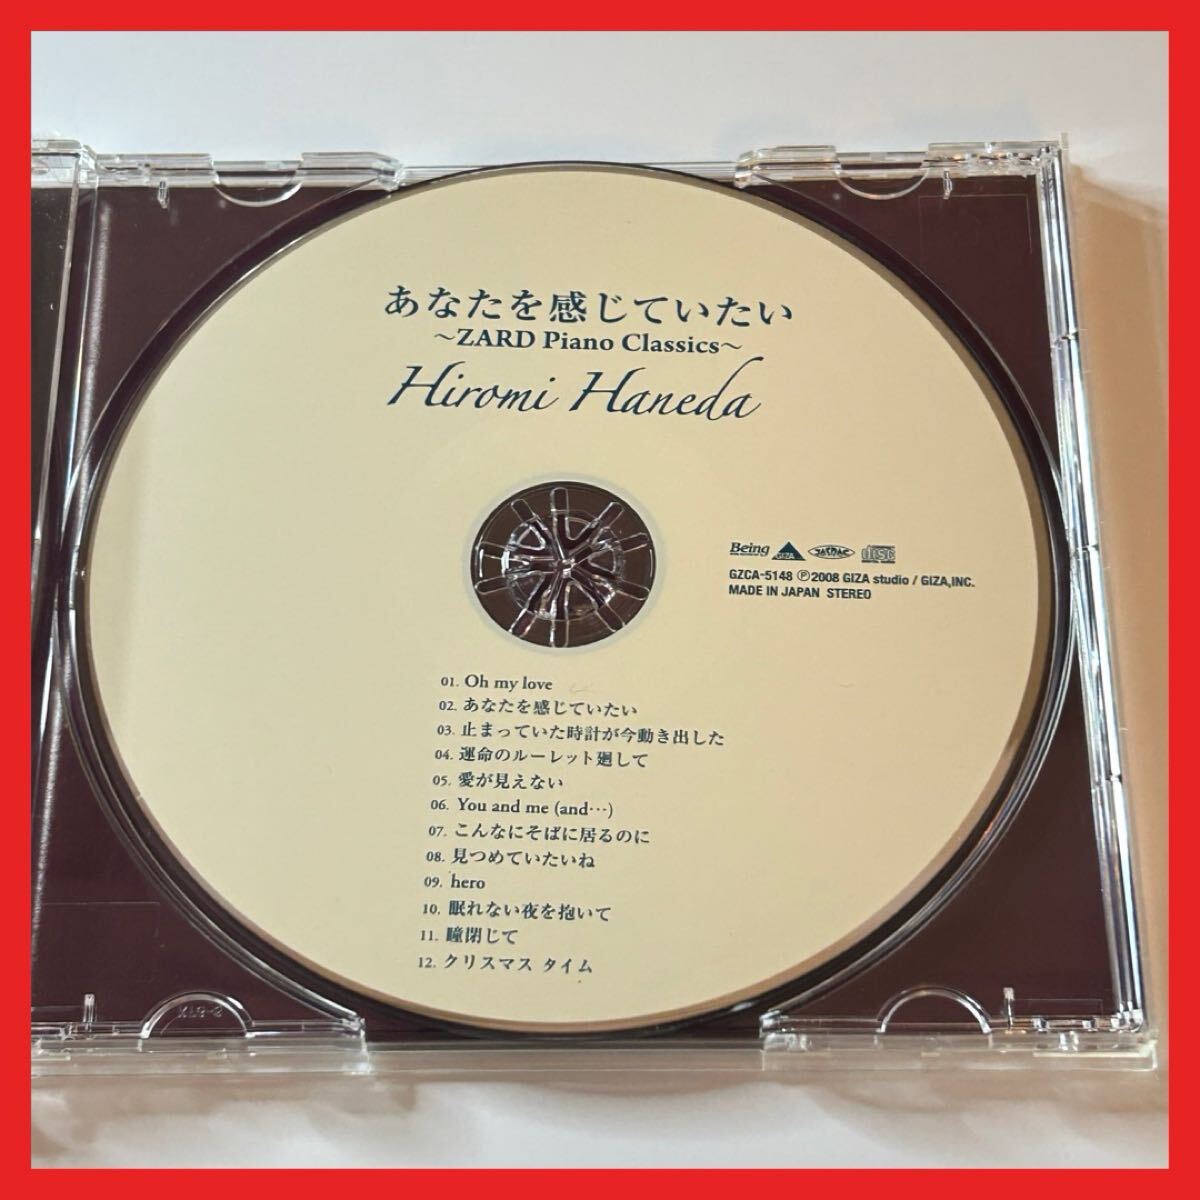 あなたを感じていたい
～ZARD Piano Classics～
Hiromi Haneda
Being GIZA JASRAC disc
GZCA-5148 Ⓟ2008 GIZA studio / GIZA,INC.
MADE IN JAPAN STEREO
01. Oh my love
02. あなたを感じていたい
03. 止まっていた時計が今動き出した
04. 運命のルーレット廻して
05. 愛が見えない
06. You and me (and…)
07. こんなにそばに居るのに
08. 見つめていたいね
09. hero
10. 眠れない夜を抱いて
11. 瞳閉じて
12. クリスマス タイム